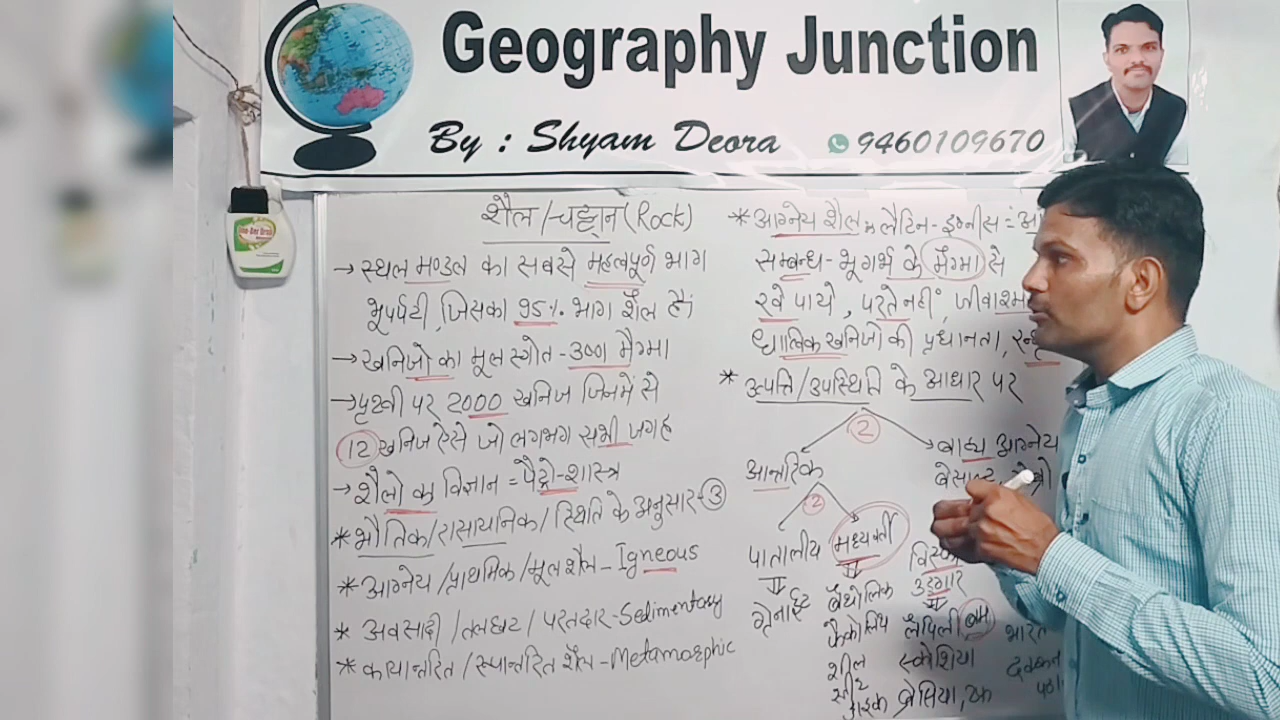 Geography Junction
By : Shyam Deora 9460109670
शैल/चट्टान (Rock)
→ स्थल मण्डल का सबसे महत्वपूर्ण भाग
भूपर्पटी, जिसका 95% भाग शैल है।
→ खनिजो का मूल स्त्रोत - उष्ण मैग्मा
→ पृथ्वी पर 2000 खनिज जिनमे से
12 खनिज ऐसे जो लगभग सभी जगह
→ शैलो का विज्ञान = पैट्रो-शास्त्र
* भौतिक/रासायनिक/स्थिति के अनुसार - 3
* आग्नेय/प्राथमिक/मूल शैल - Igneous
* अवसादी/तलछट/परतदार - Sedimentary
* कायान्तरित/रूपान्तरित शैल - Metamorphic
* आग्नेय शैल लैटिन - इग्नीस =
सम्बन्ध - भूगर्भ के मैग्मा से
रवे पाये, परते नहीं,
धात्विक खनिजो की प्रधानता,
* उत्पत्ति/उपस्थिति के आधार पर
2
आन्तरिक
बाह्य आग्नेय
2
पातालीय मध्यवर्ती
ग्रेनाईट बैथोलिक
उद्गार
लैपिली
शील
डाइक
भारत